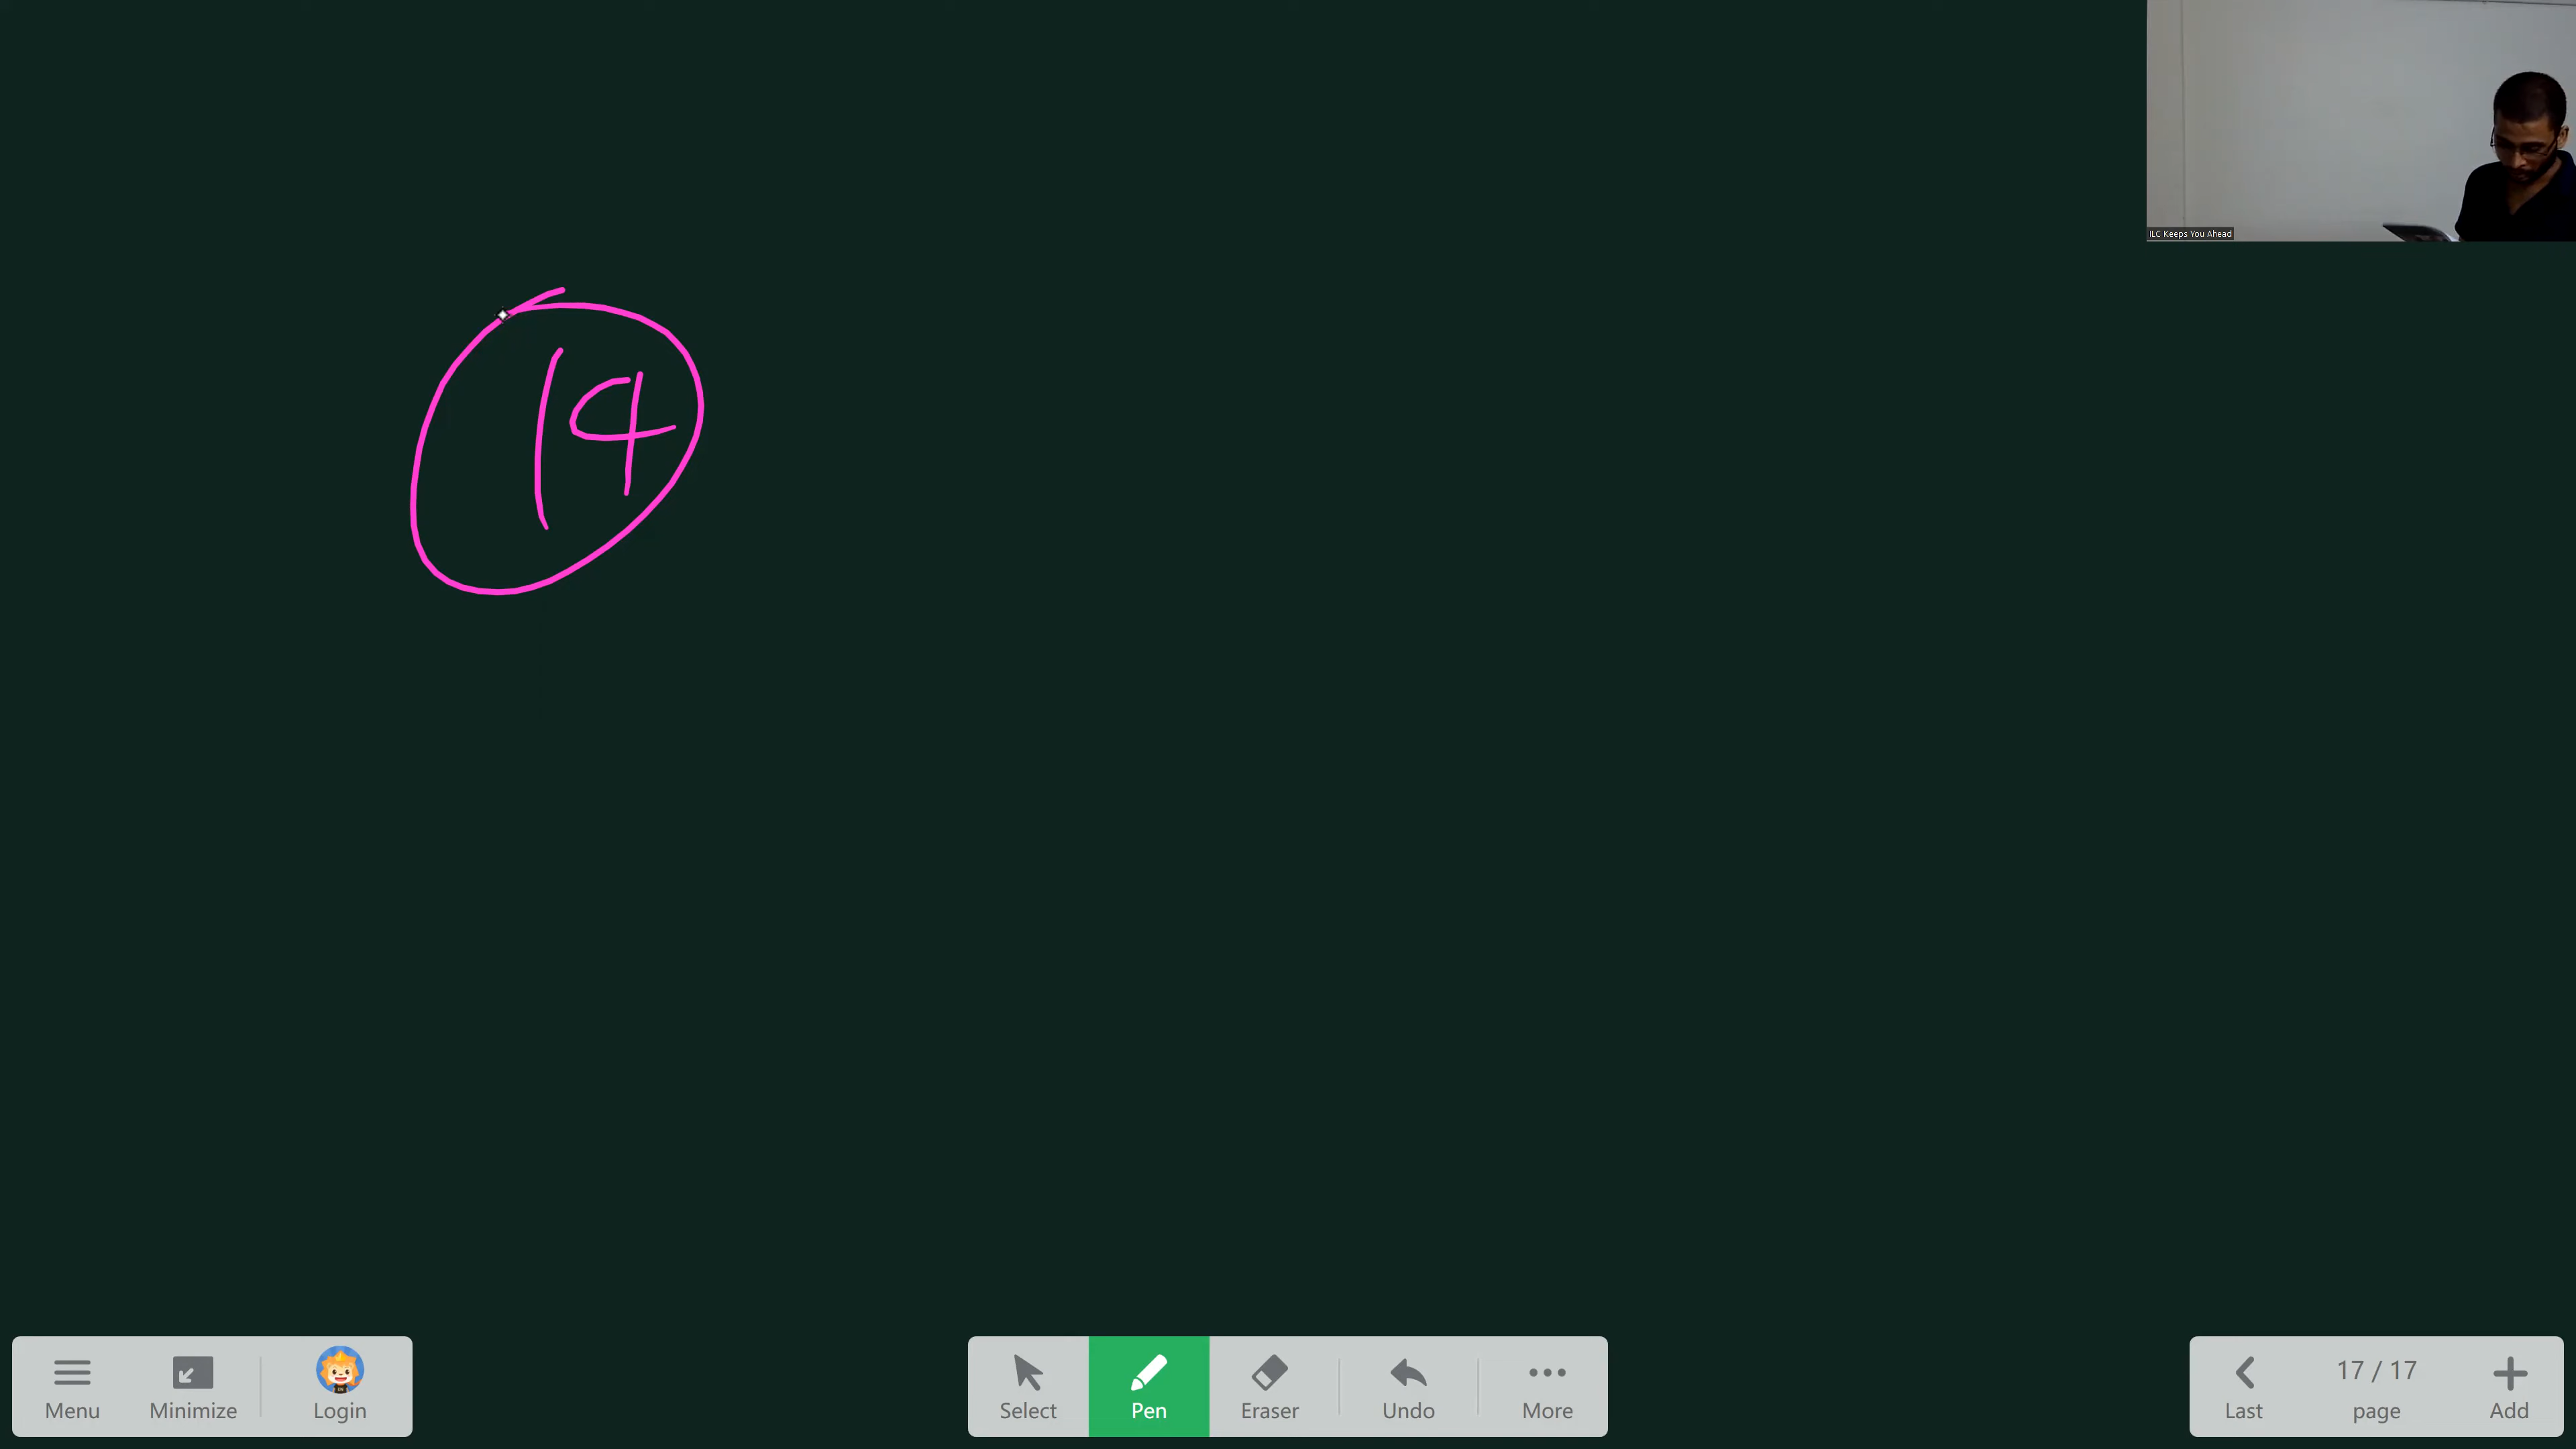 ILC Keeps You Ahead
14
Menu
Minimize
Login
Select
Pen
Eraser
Undo
More
Last
17 / 17
page
Add